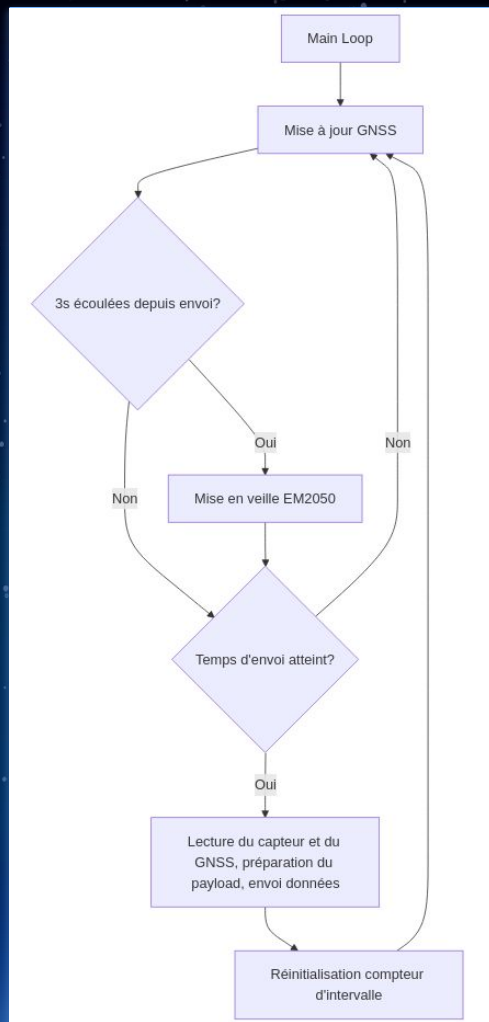 Main Loop
Mise à jour GNSS
3s écoulées depuis envoi?
Oui
Non
Mise en veille EM2050
Non
Temps d'envoi atteint?
Oui
Lecture du capteur et du
GNSS, préparation du
payload, envoi données
Réinitialisation compteur
d'intervalle